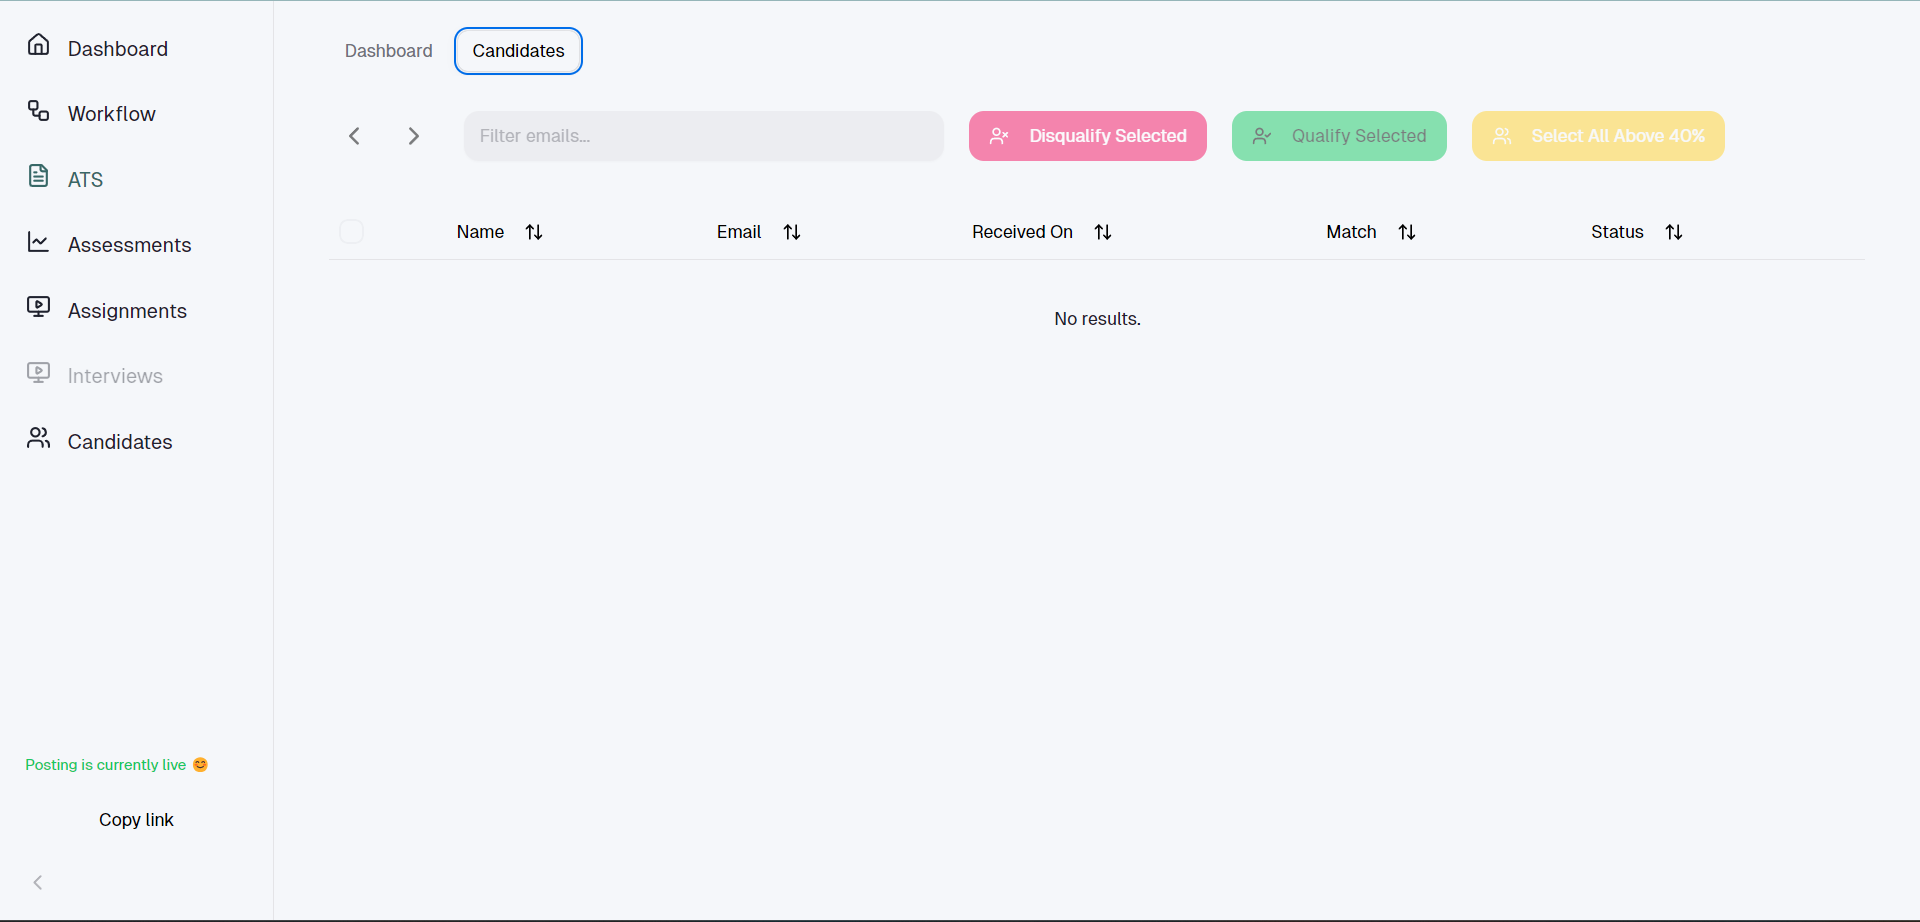 Dashboard
Workflow
ATS
Assessments
Assignments
Interviews
Candidates
Posting is currently live 😊
Copy link
Dashboard Candidates
Filter emails... Disqualify Selected Qualify Selected Select All Above 40%
Name Email Received On Match Status
No results.